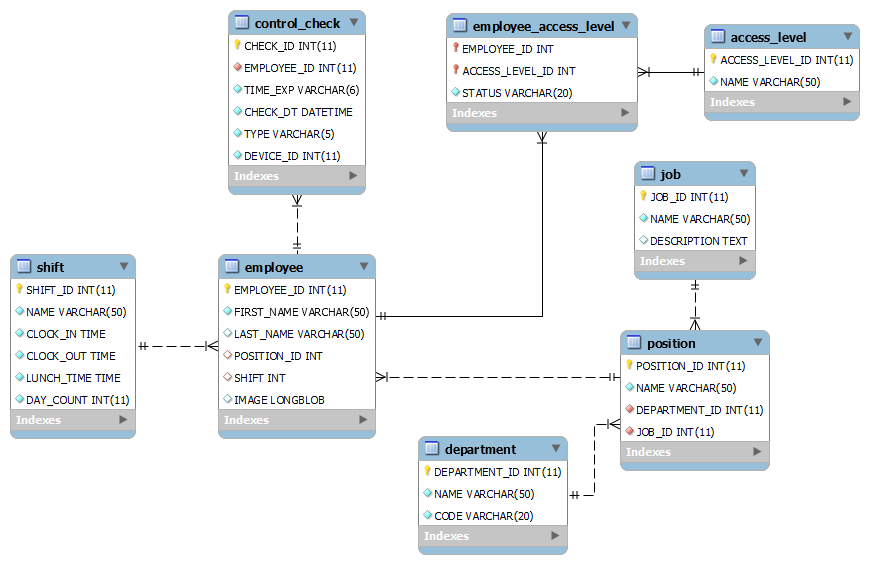 control_check
CHECK_ID INT(11)
EMPLOYEE_ID INT(11)
TIME_EXP VARCHAR(6)
CHECK_DT DATETIME
TYPE VARCHAR(5)
DEVICE_ID INT(11)
Indexes
employee_access_level
EMPLOYEE_ID INT
ACCESS_LEVEL_ID INT
STATUS VARCHAR(20)
Indexes
access_level
ACCESS_LEVEL_ID INT(11)
NAME VARCHAR(50)
Indexes
job
JOB_ID INT(11)
NAME VARCHAR(50)
DESCRIPTION TEXT
Indexes
shift
SHIFT_ID INT(11)
NAME VARCHAR(50)
CLOCK_IN TIME
CLOCK_OUT TIME
LUNCH_TIME TIME
DAY_COUNT INT(11)
Indexes
employee
EMPLOYEE_ID INT(11)
FIRST_NAME VARCHAR(50)
LAST_NAME VARCHAR(50)
POSITION_ID INT
SHIFT INT
IMAGE LONGBLOB
Indexes
position
POSITION_ID INT(11)
NAME VARCHAR(50)
DEPARTMENT_ID INT(11)
JOB_ID INT(11)
Indexes
department
DEPARTMENT_ID INT(11)
NAME VARCHAR(50)
CODE VARCHAR(20)
Indexes